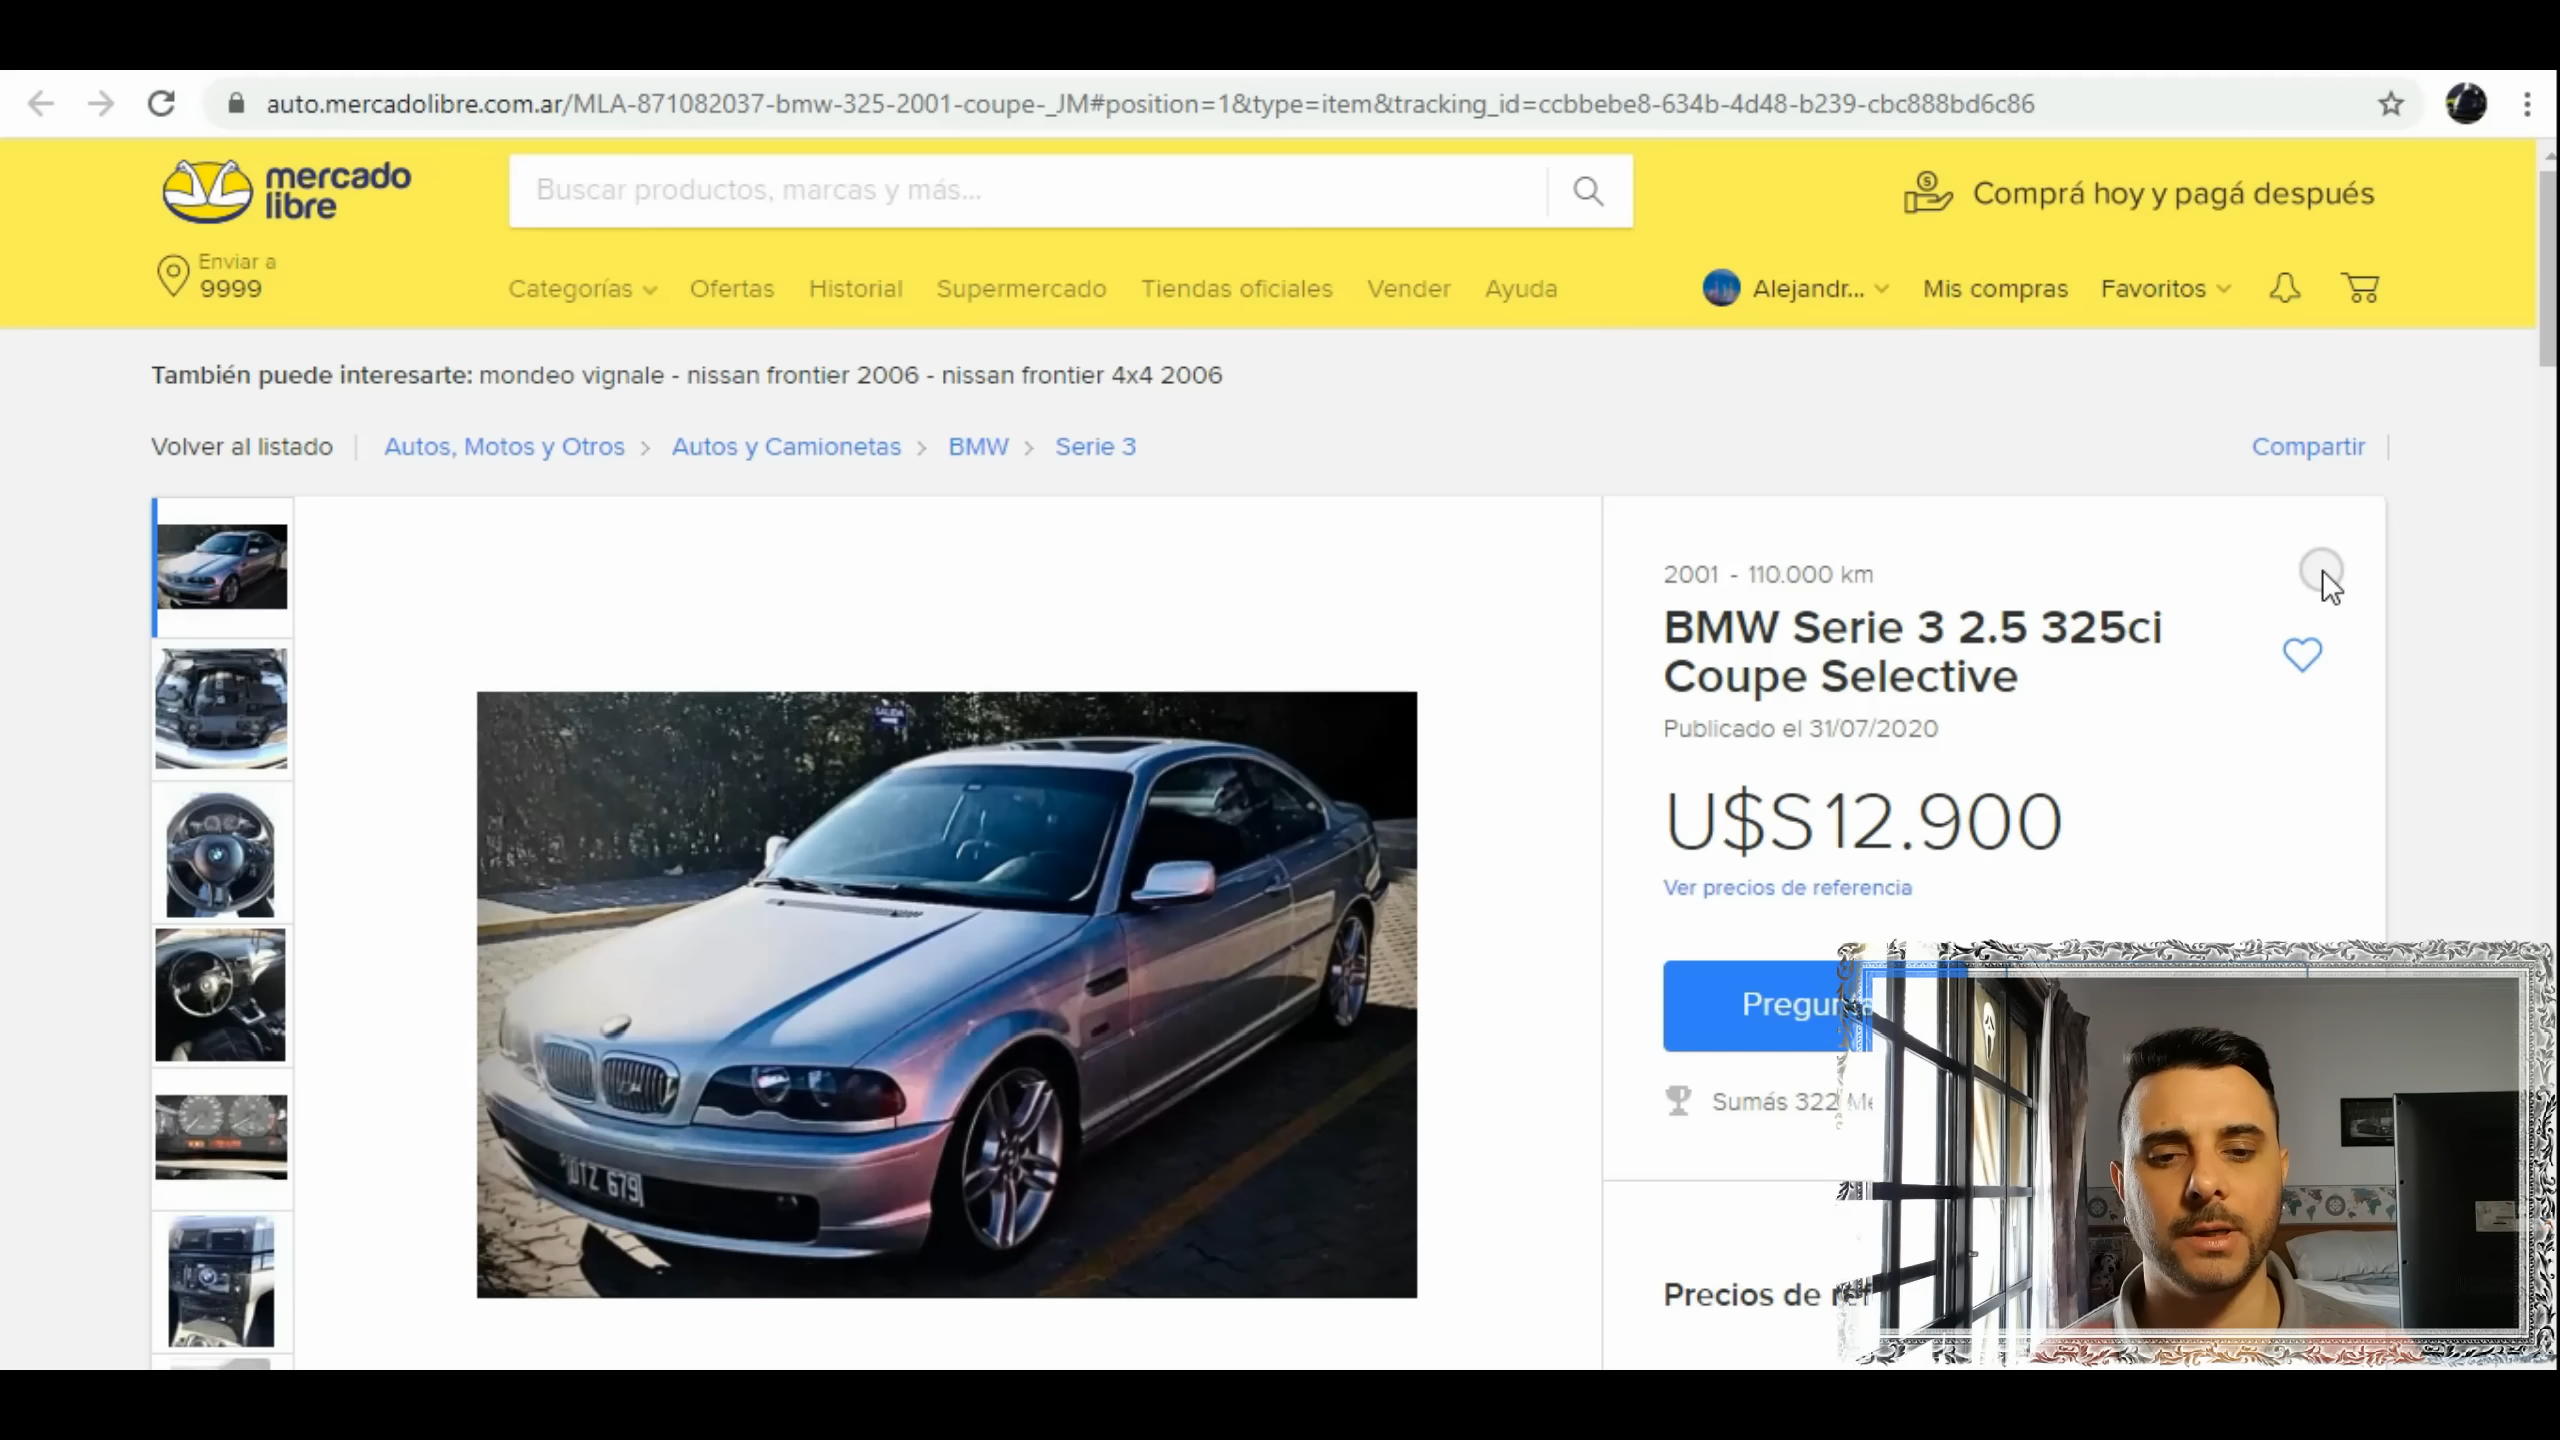 auto.mercadolibre.com.ar/MLA-871082037-bmw-325-2001-coupe-_JM#position=1&type=item&tracking_id=ccbbebe8-634b-4d48-b239-cbc888bd6c86
mercado
libre
Buscar productos, marcas y más...
Comprá hoy y pagá después
Enviar a
9999
Categorías Ofertas Historial Supermercado Tiendas oficiales Vender Ayuda
Alejandr... Mis compras Favoritos
También puede interesarte: mondeo vignale - nissan frontier 2006 - nissan frontier 4x4 2006
Volver al listado Autos, Motos y Otros > Autos y Camionetas > BMW > Serie 3
Compartir
2001 - 110.000 km
BMW Serie 3 2.5 325ci
Coupe Selective
Publicado el 31/07/2020
U$S12.900
Ver precios de referencia
SALIDA
679
Sumás 322
Precios de